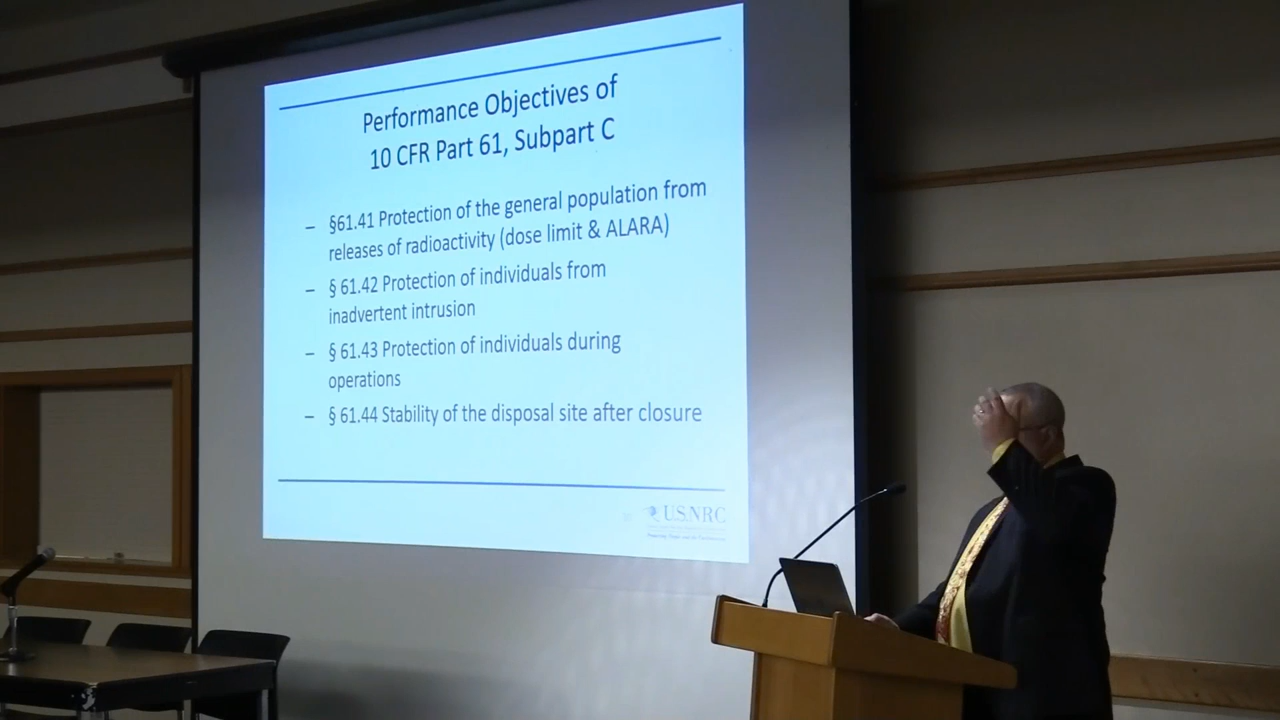 Performance Objectives of
10 CFR Part 61, Subpart C
– §61.41 Protection of the general population from
releases of radioactivity (dose limit & ALARA)
– § 61.42 Protection of individuals from
inadvertent intrusion
– § 61.43 Protection of individuals during
operations
– § 61.44 Stability of the disposal site after closure
U.S.NRC